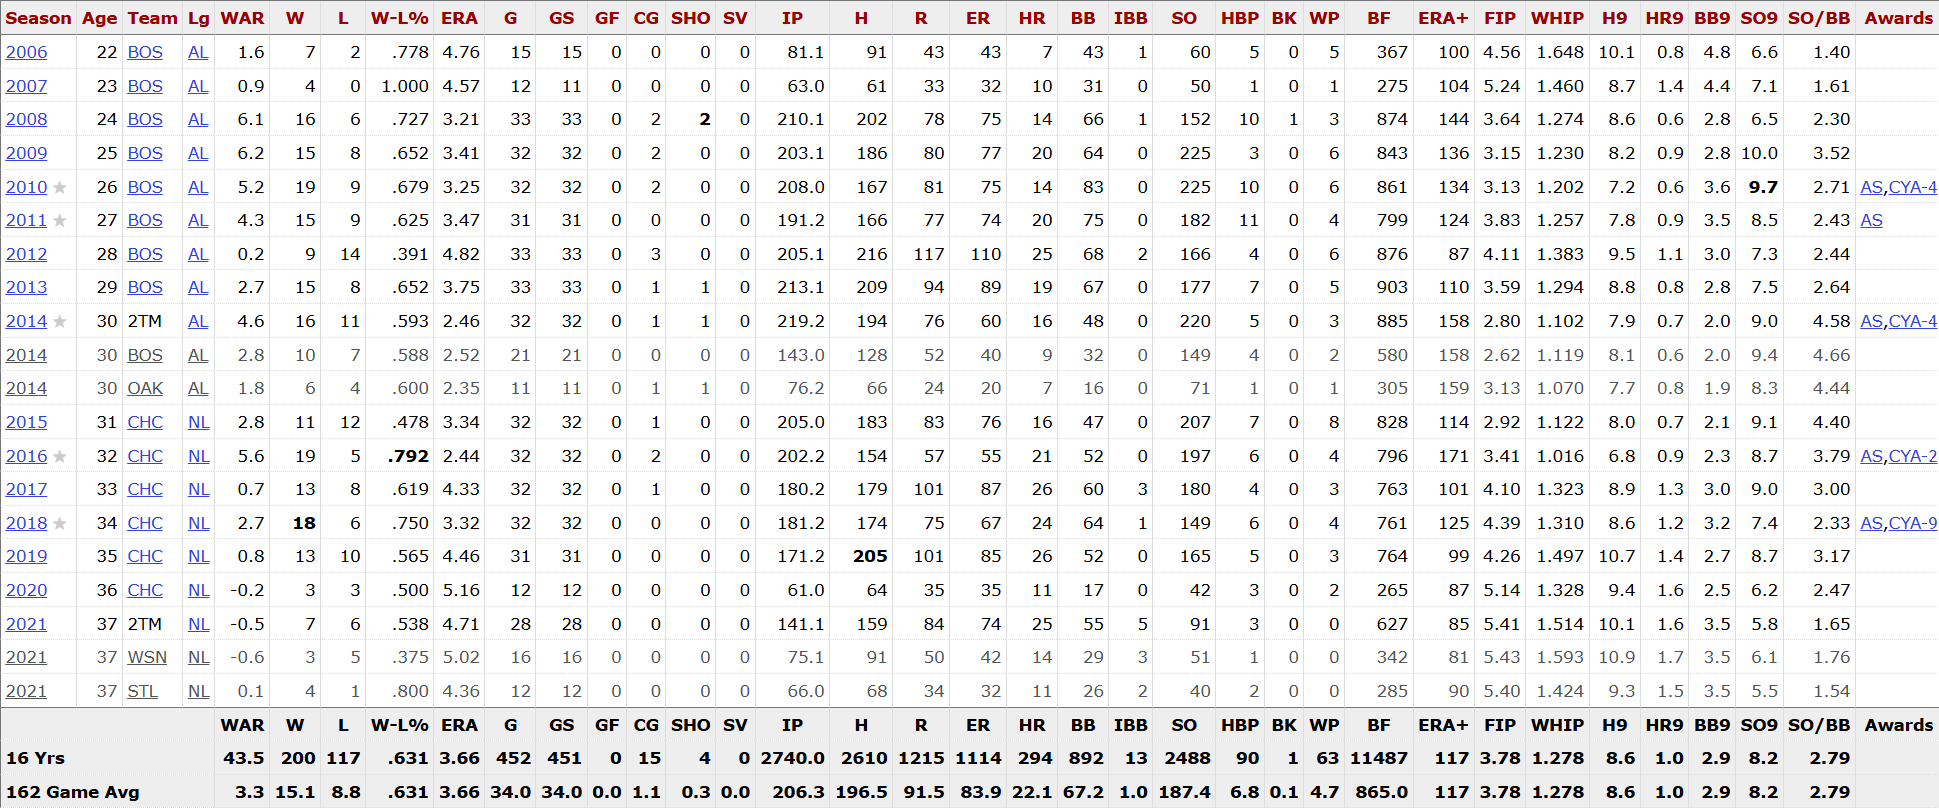 Season Age Team Lg WAR W L W-L% ERA G GS GF CG SHO SV IP H R ER HR BB IBB SO HBP BK WP BF ERA+ FIP WHIP H9 HR9 BB9 SO9 SO/BB Awards
2006 22 BOS AL 1.6 7 2 .778 4.76 15 15 0 0 0 0 81.1 91 43 43 7 43 1 60 5 0 5 367 100 4.56 1.648 10.1 0.8 4.8 6.6 1.40
2007 23 BOS AL 0.9 4 0 1.000 4.57 12 11 0 0 0 0 63.0 61 33 32 10 31 0 50 1 0 1 275 104 5.24 1.460 8.7 1.4 4.4 7.1 1.61
2008 24 BOS AL 6.1 16 6 .727 3.21 33 33 0 2 2 0 210.1 202 78 75 14 66 1 152 10 1 3 874 144 3.64 1.274 8.6 0.6 2.8 6.5 2.30
2009 25 BOS AL 6.2 15 8 .652 3.41 32 32 0 2 0 0 203.1 186 80 77 20 64 0 225 3 0 6 843 136 3.15 1.230 8.2 0.9 2.8 10.0 3.52
2010 ★ 26 BOS AL 5.2 19 9 .679 3.25 32 32 0 2 0 0 208.0 167 81 75 14 83 0 225 10 0 6 861 134 3.13 1.202 7.2 0.6 3.6 9.7 2.71 AS,CYA-4
2011 ★ 27 BOS AL 4.3 15 9 .625 3.47 31 31 0 0 0 0 191.2 166 77 74 20 75 0 182 11 0 4 799 124 3.83 1.257 7.8 0.9 3.5 8.5 2.43 AS
2012 28 BOS AL 0.2 9 14 .391 4.82 33 33 0 3 0 0 205.1 216 117 110 25 68 2 166 4 0 6 876 87 4.11 1.383 9.5 1.1 3.0 7.3 2.44
2013 29 BOS AL 2.7 15 8 .652 3.75 33 33 0 1 1 0 213.1 209 94 89 19 67 0 177 7 0 5 903 110 3.59 1.294 8.8 0.8 2.8 7.5 2.64
2014 ★ 30 2TM AL 4.6 16 11 .593 2.46 32 32 0 1 1 0 219.2 194 76 60 16 48 0 220 5 0 3 885 158 2.80 1.102 7.9 0.7 2.0 9.0 4.58 AS,CYA-4
2014 30 BOS AL 2.8 10 7 .588 2.52 21 21 0 0 0 0 143.0 128 52 40 9 32 0 149 4 0 2 580 158 2.62 1.119 8.1 0.6 2.0 9.4 4.66
2014 30 OAK AL 1.8 6 4 .600 2.35 11 11 0 1 1 0 76.2 66 24 20 7 16 0 71 1 0 1 305 159 3.13 1.070 7.7 0.8 1.9 8.3 4.44
2015 31 CHC NL 2.8 11 12 .478 3.34 32 32 0 1 0 0 205.0 183 83 76 16 47 0 207 7 0 8 828 114 2.92 1.122 8.0 0.7 2.1 9.1 4.40
2016 ★ 32 CHC NL 5.6 19 5 .792 2.44 32 32 0 2 0 0 202.2 154 57 55 21 52 0 197 6 0 4 796 171 3.41 1.016 6.8 0.9 2.3 8.7 3.79 AS,CYA-2
2017 33 CHC NL 0.7 13 8 .619 4.33 32 32 0 1 0 0 180.2 179 101 87 26 60 3 180 4 0 3 763 101 4.10 1.323 8.9 1.3 3.0 9.0 3.00
2018 ★ 34 CHC NL 2.7 18 6 .750 3.32 32 32 0 0 0 0 181.2 174 75 67 24 64 1 149 6 0 4 761 125 4.39 1.310 8.6 1.2 3.2 7.4 2.33 AS,CYA-9
2019 35 CHC NL 0.8 13 10 .565 4.46 31 31 0 0 0 0 171.2 205 101 85 26 52 0 165 5 0 3 764 99 4.26 1.497 10.7 1.4 2.7 8.7 3.17
2020 36 CHC NL -0.2 3 3 .500 5.16 12 12 0 0 0 0 61.0 64 35 35 11 17 0 42 3 0 2 265 87 5.14 1.328 9.4 1.6 2.5 6.2 2.47
2021 37 2TM NL -0.5 7 6 .538 4.71 28 28 0 0 0 0 141.1 159 84 74 25 55 5 91 3 0 0 627 85 5.41 1.514 10.1 1.6 3.5 5.8 1.65
2021 37 WSN NL -0.6 3 5 .375 5.02 16 16 0 0 0 0 75.1 91 50 42 14 29 3 51 1 0 0 342 81 5.43 1.593 10.9 1.7 3.5 6.1 1.76
2021 37 STL NL 0.1 4 1 .800 4.36 12 12 0 0 0 0 66.0 68 34 32 11 26 2 40 2 0 0 285 90 5.40 1.424 9.3 1.5 3.5 5.5 1.54
WAR W L W-L% ERA G GS GF CG SHO SV IP H R ER HR BB IBB SO HBP BK WP BF ERA+ FIP WHIP H9 HR9 BB9 SO9 SO/BB Awards
16 Yrs 43.5 200 117 .631 3.66 452 451 0 15 4 0 2740.0 2610 1215 1114 294 892 13 2488 90 1 63 11487 117 3.78 1.278 8.6 1.0 2.9 8.2 2.79
162 Game Avg 3.3 15.1 8.8 .631 3.66 34.0 34.0 0.0 1.1 0.3 0.0 206.3 196.5 91.5 83.9 22.1 67.2 1.0 187.4 6.8 0.1 4.7 865.0 117 3.78 1.278 8.6 1.0 2.9 8.2 2.79